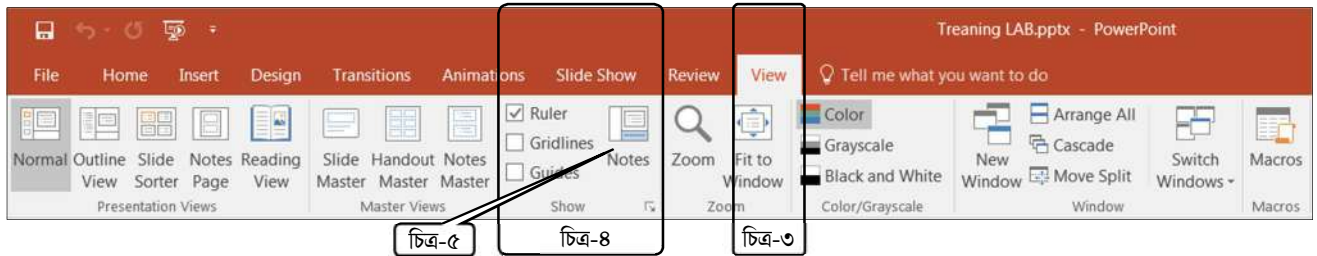 Treaning LAB.pptx - PowerPoint
File Home Insert Design Transitions Animations Slide Show Review View Tell me what you want to do
Normal Outline View Slide Sorter Notes Page Reading View
Presentation Views
Slide Master Handout Master Notes Master
Master Views
Ruler
Gridlines
Guides
Notes
Show
Zoom Fit to Window
Zoom
Color
Grayscale
Black and White
Color/Grayscale
New Window
Arrange All
Cascade
Move Split
Switch Windows
Window
Macros
Macros
চিত্র-৫ চিত্র-৪ চিত্র-৩